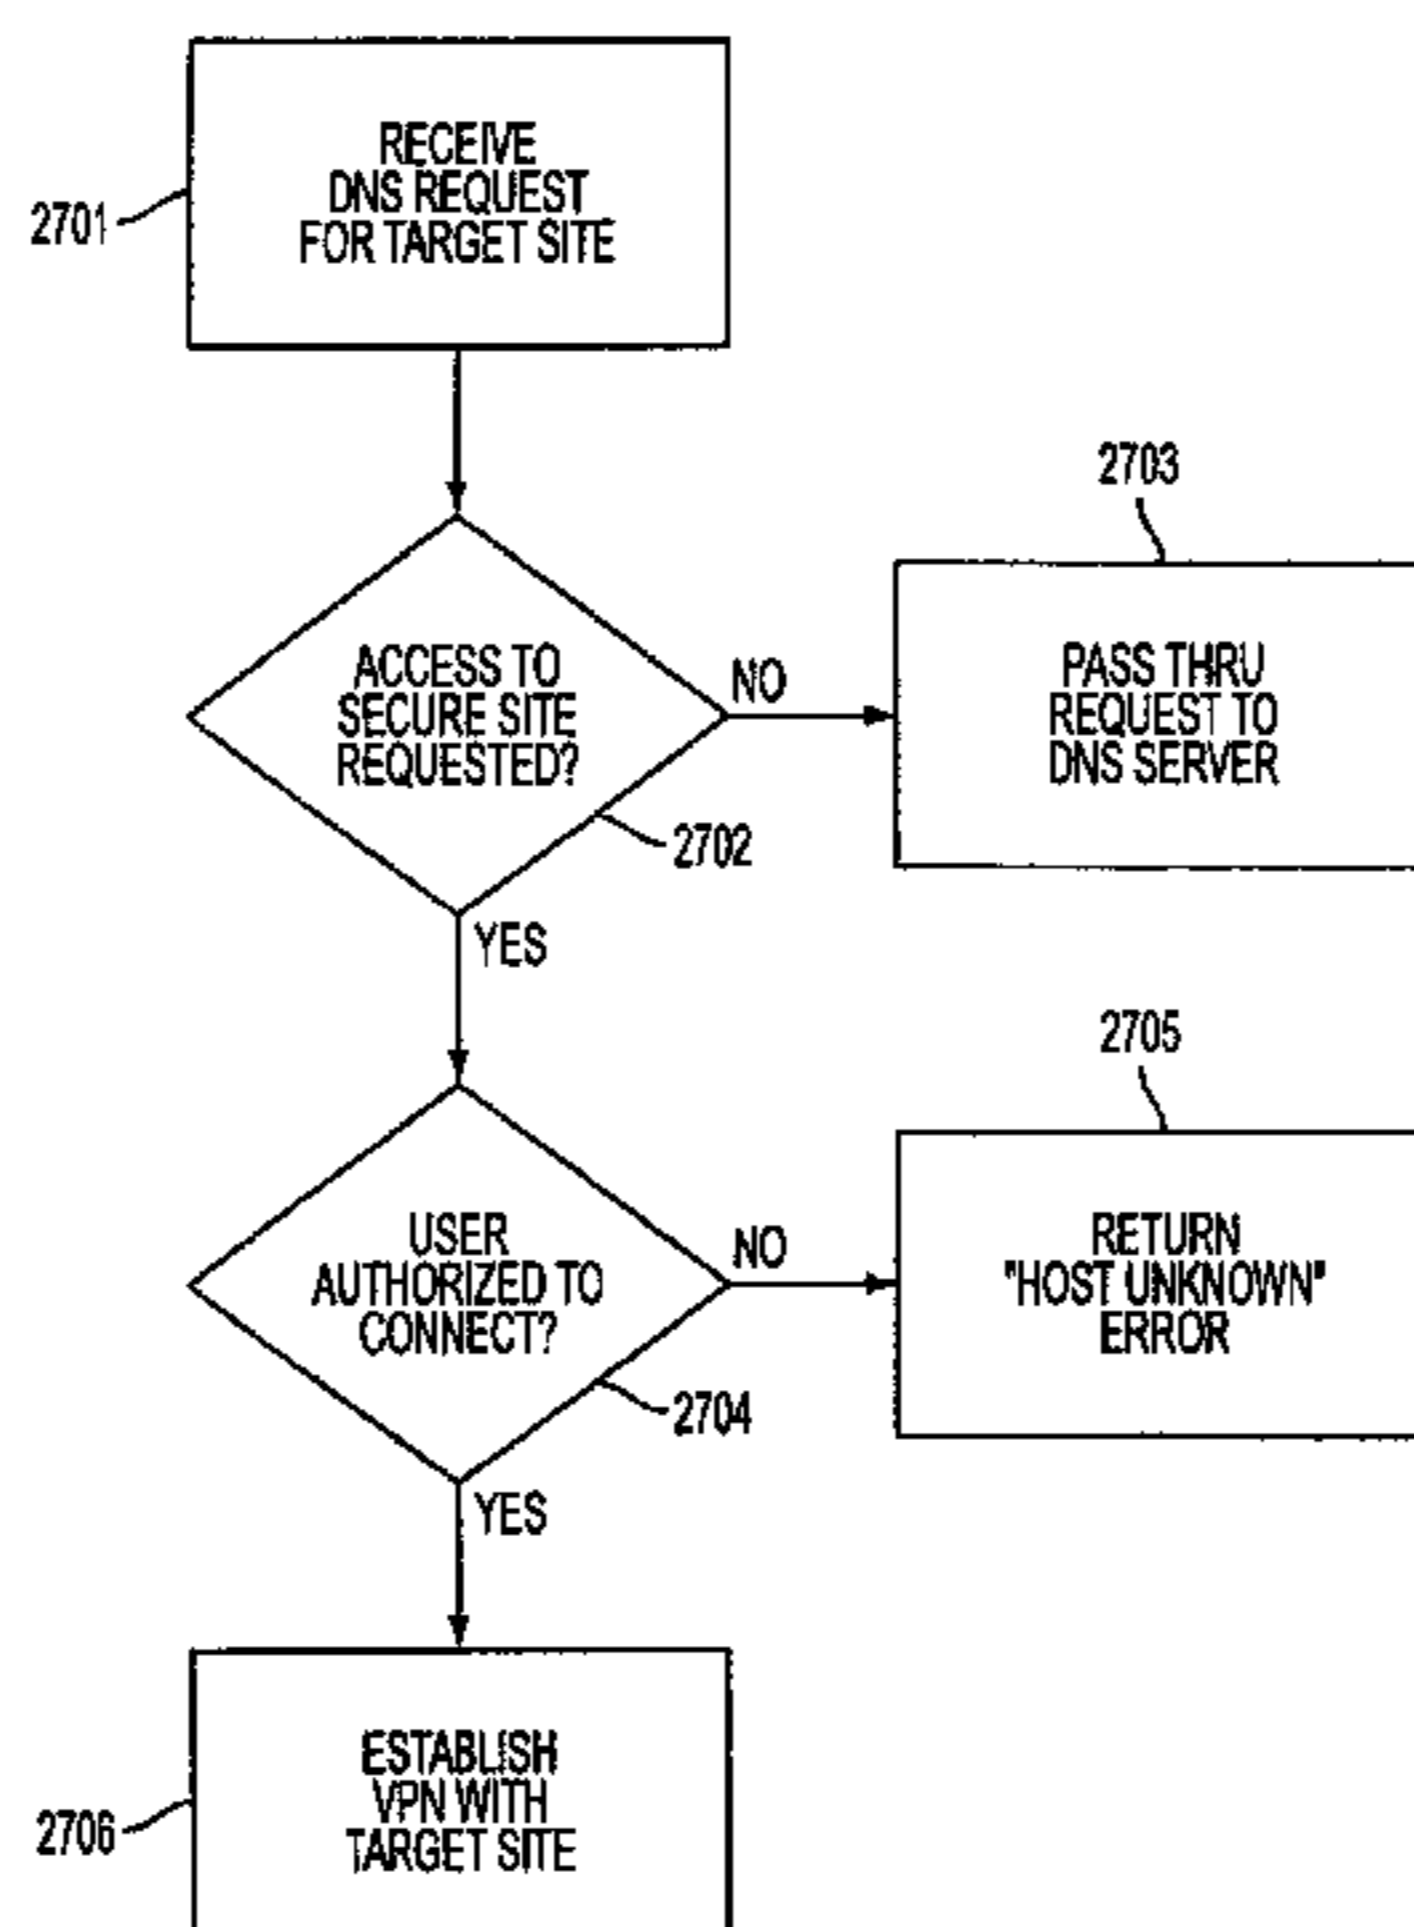 RECEIVE
DNS REQUEST
FOR TARGET SITE
2701
2703
ACCESS TO
SECURE SITE
REQUESTED?
NO
PASS THRU
REQUEST TO
DNS SERVER
2702
YES
2705
USER
AUTHORIZED TO
CONNECT?
NO
RETURN
"HOST UNKNOWN"
ERROR
2704
YES
ESTABLISH
VPN WITH
TARGET SITE
2706